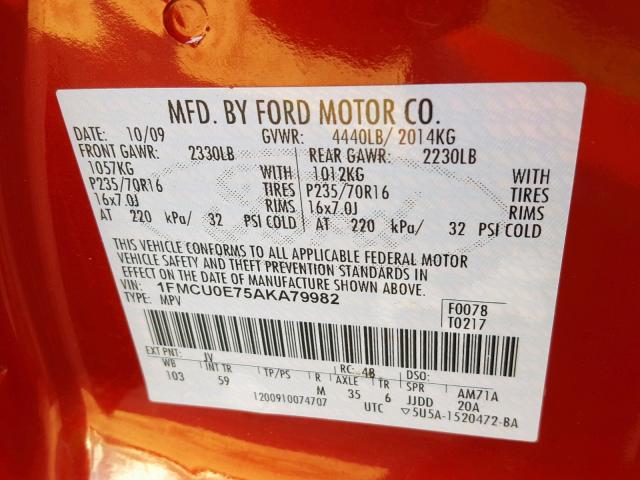 MFD. BY FORD MOTOR CO.
DATE: 10/09 GVWR: 4440LB/ 2014KG
FRONT GAWR: 2330LB REAR GAWR: 2230LB
1057KG WITH 1012KG WITH
P235/70R16 TIRES P235/70R16 TIRES
16x7.0J RIMS 16x7.0J RIMS
AT 220 kPa/ 32 PSI COLD AT 220 kPa/ 32 PSI COLD
THIS VEHICLE CONFORMS TO ALL APPLICABLE FEDERAL MOTOR
VEHICLE SAFETY AND THEFT PREVENTION STANDARDS IN
EFFECT ON THE DATE OF MANUFACTURE SHOWN ABOVE.
VIN: 1FMCU0E75AKA79982 F0078
TYPE: MPV T0217
EXT PNT: JV RC: 4B DSO:
WB INT TR TP/PS R AXLE TR SPR AM71A
103 59 M 35 6 JJDD 20A
1200910074707 UTC ▽5U5A-1520472-BA